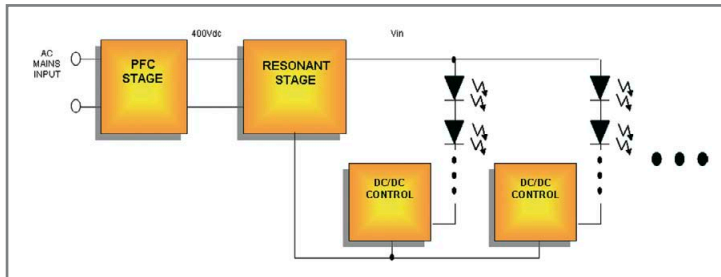 400Vdc
Vin
AC
MAINS
INPUT
PFC
STAGE
RESONANT
STAGE
DC/DC
CONTROL
DC/DC
CONTROL